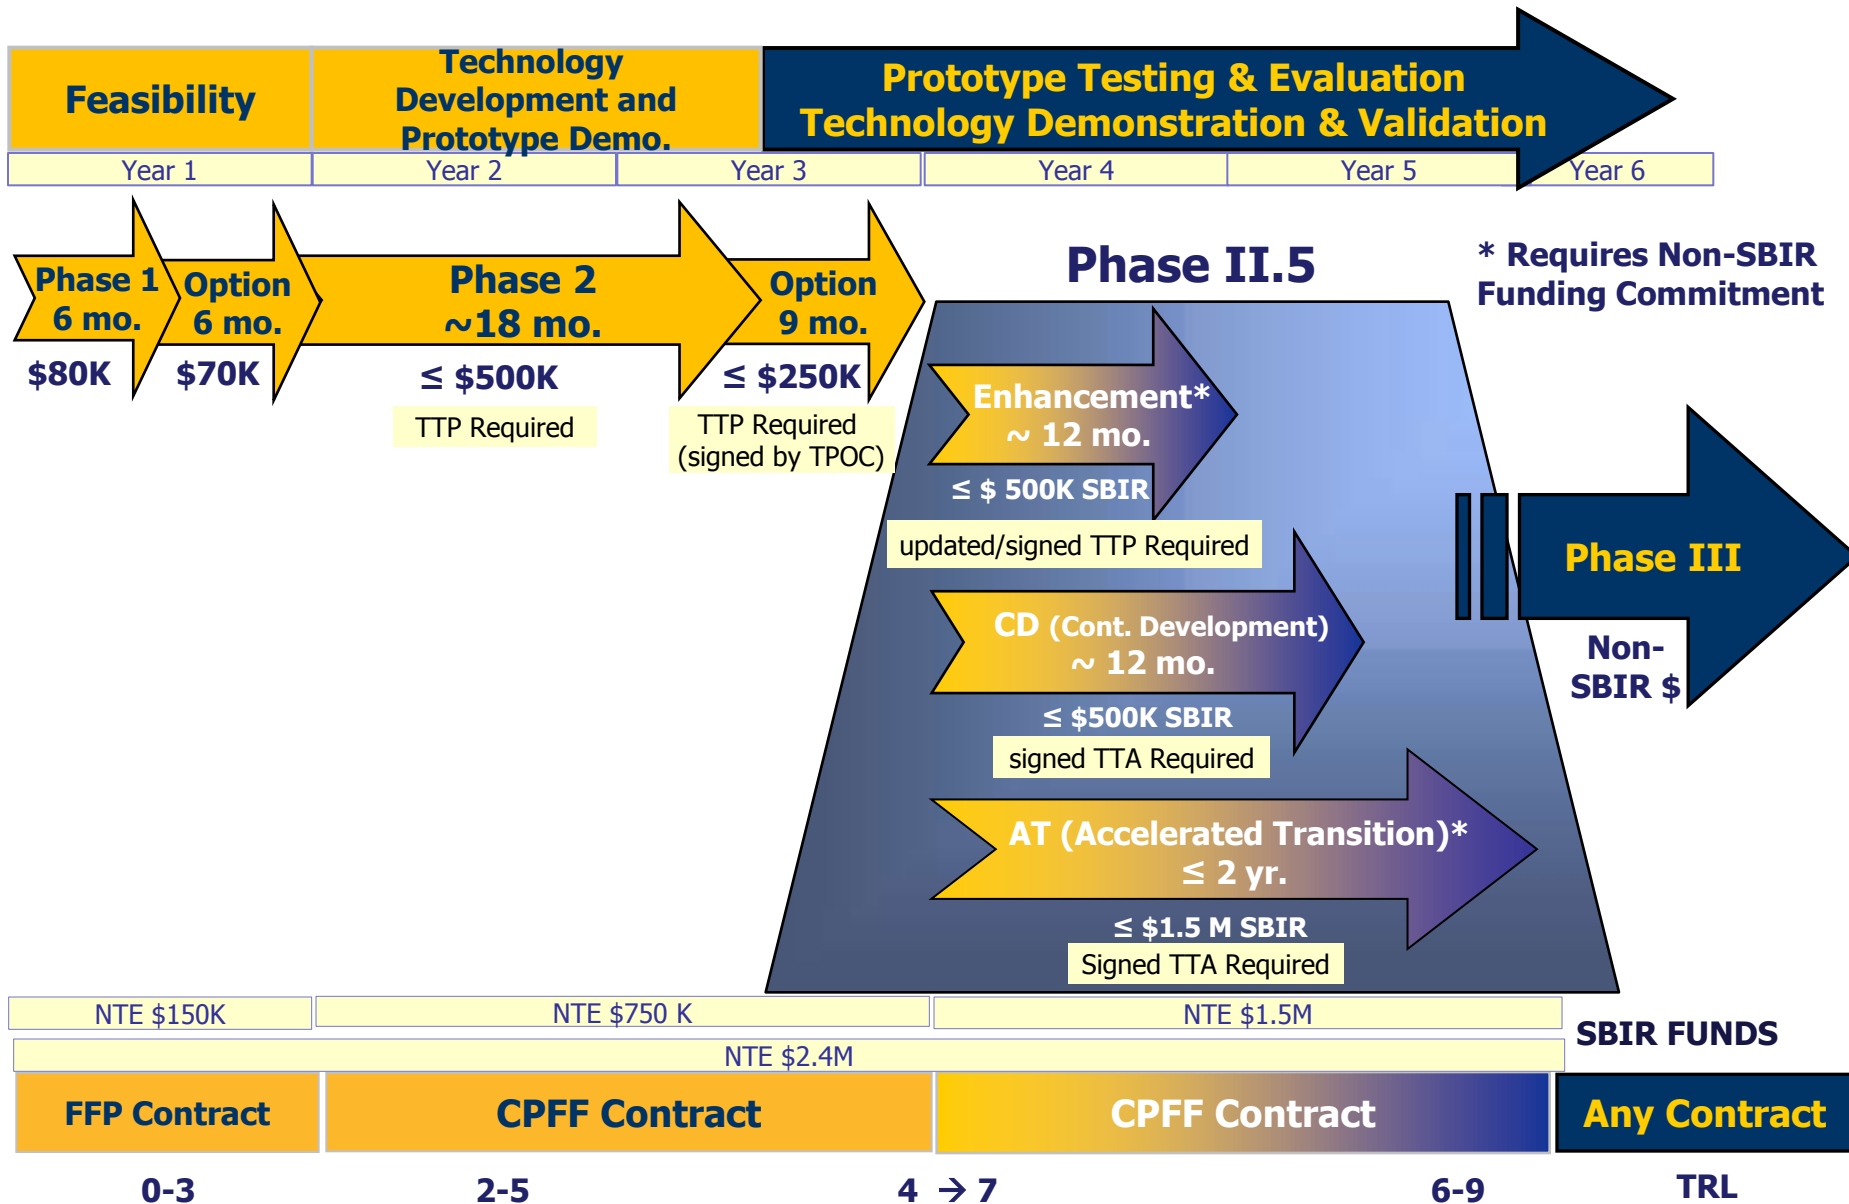 Feasibility
Technology
Development and
Prototype Demo.
Prototype Testing & Evaluation
Technology Demonstration & Validation
Year 1
Year 2
Year 3
Year 4
Year 5
Year 6
Phase 1
6 mo.
Option
6 mo.
Phase 2
~18 mo.
Option
9 mo.
$80K
$70K
≤ $500K
≤ $250K
TTP Required
TTP Required
(signed by TPOC)
Phase II.5
* Requires Non-SBIR
Funding Commitment
Enhancement*
~ 12 mo.
≤ $ 500K SBIR
updated/signed TTP Required
CD (Cont. Development)
~ 12 mo.
≤ $500K SBIR
signed TTA Required
AT (Accelerated Transition)*
≤ 2 yr.
≤ $1.5 M SBIR
Signed TTA Required
Phase III
Non-
SBIR $
NTE $150K
NTE $750 K
NTE $1.5M
NTE $2.4M
SBIR FUNDS
FFP Contract
CPFF Contract
CPFF Contract
Any Contract
0-3
2-5
4 → 7
6-9
TRL